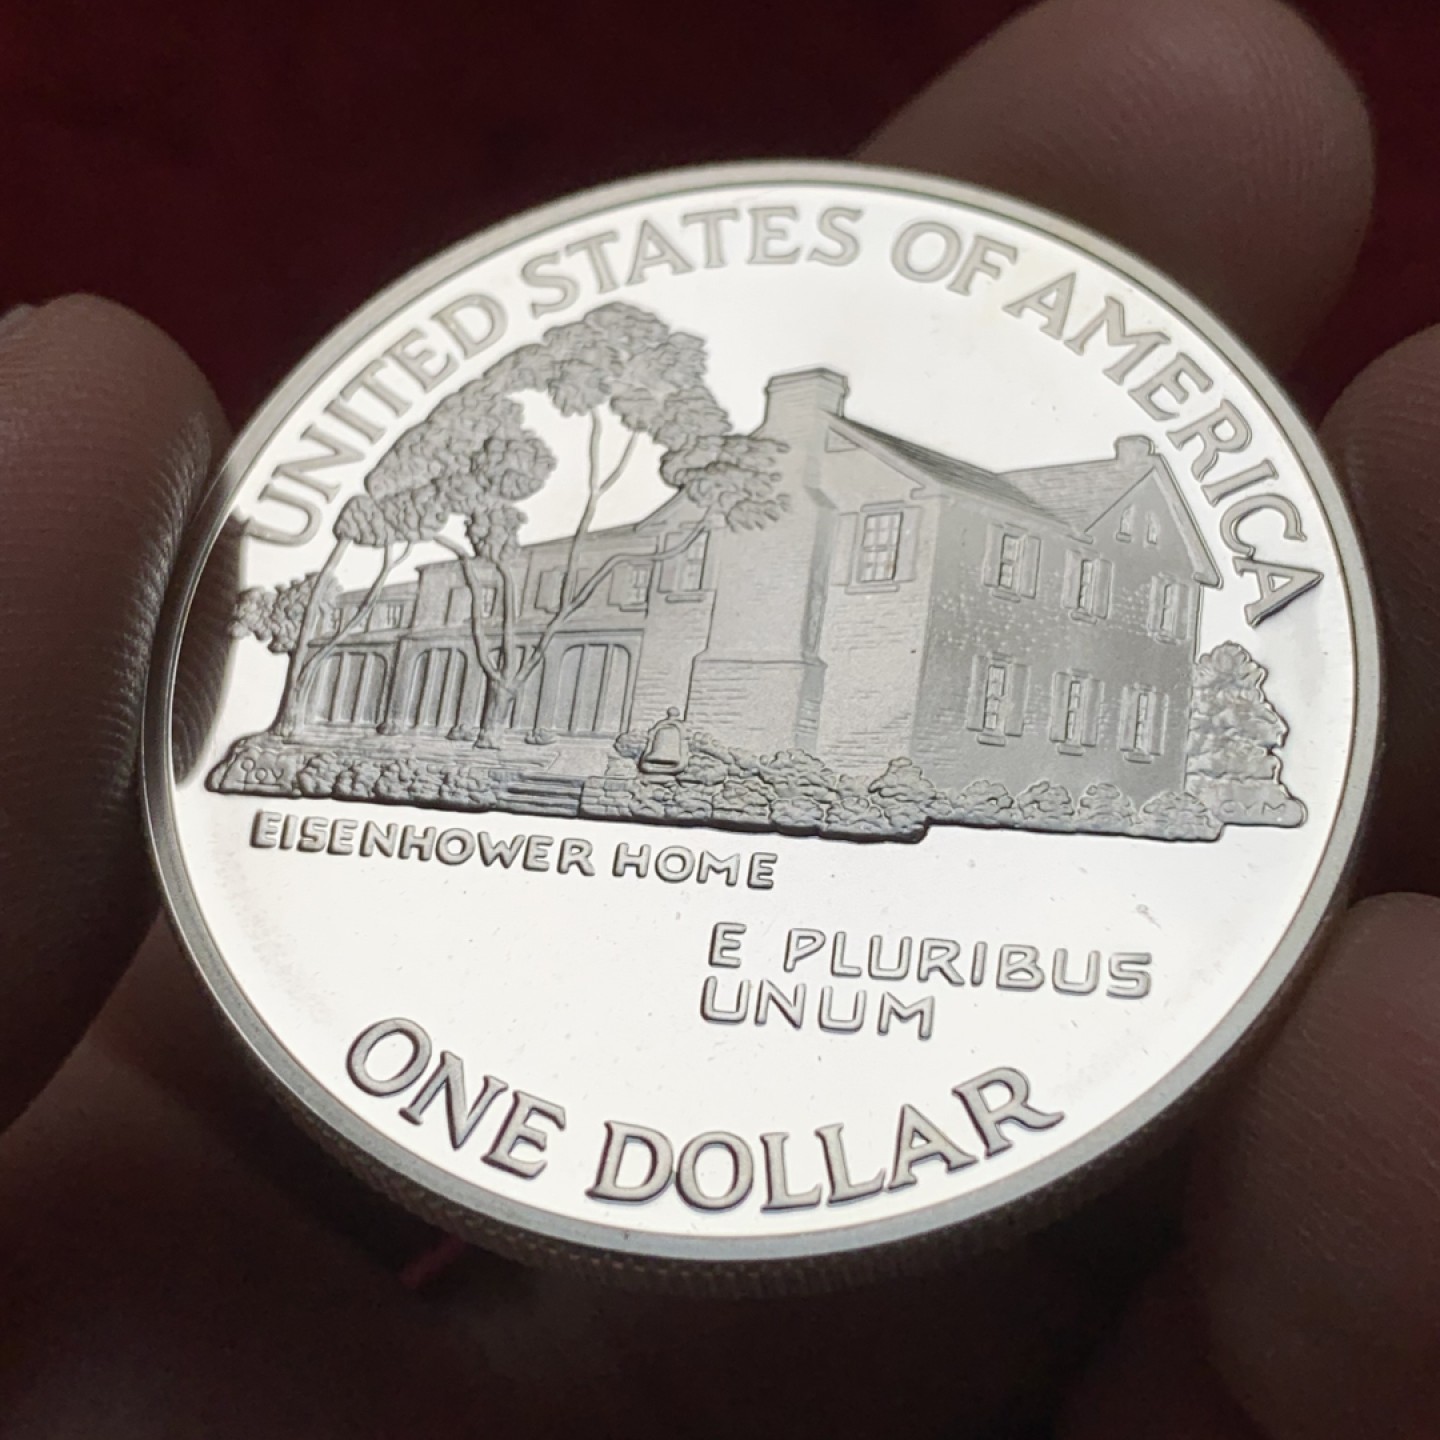 UNITED STATES OF AMERICA
EISENHOWER HOME
E PLURIBUS
UNUM
ONE DOLLAR